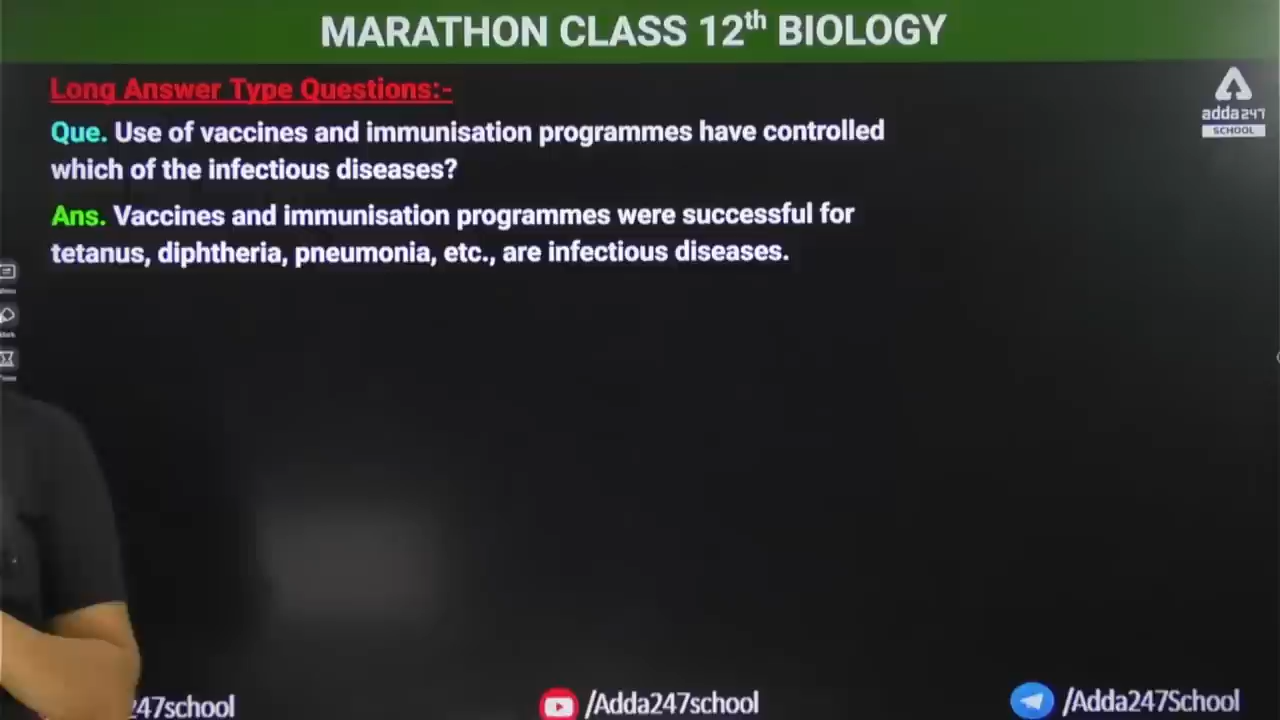 MARATHON CLASS 12th BIOLOGY
adda247
SCHOOL
Long Answer Type Questions:-
Que. Use of vaccines and immunisation programmes have controlled
which of the infectious diseases?
Ans. Vaccines and immunisation programmes were successful for
tetanus, diphtheria, pneumonia, etc., are infectious diseases.
247school
/Adda247school
/Adda247School